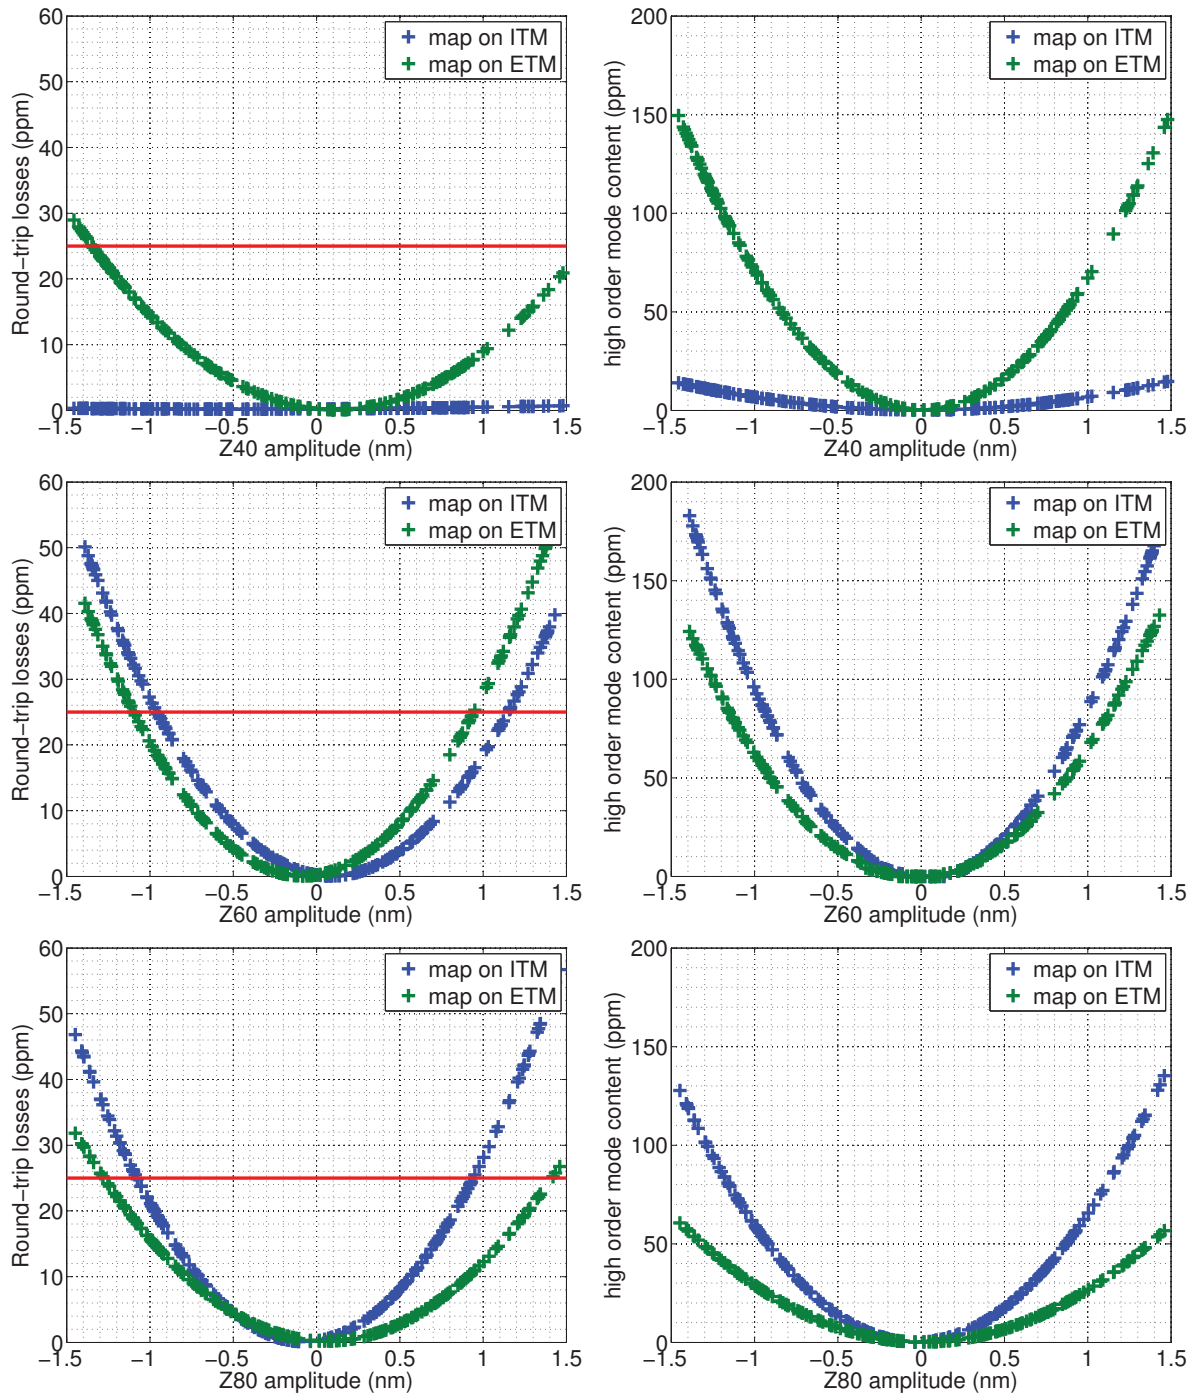 60
50
40
30
20
10
0
Round−trip losses (ppm)
map on ITM
map on ETM
−1.5 −1 −0.5 0 0.5 1 1.5
Z40 amplitude (nm)
200
150
100
50
0
high order mode content (ppm)
map on ITM
map on ETM
−1.5 −1 −0.5 0 0.5 1 1.5
Z40 amplitude (nm)
60
50
40
30
20
10
0
Round−trip losses (ppm)
map on ITM
map on ETM
−1.5 −1 −0.5 0 0.5 1 1.5
Z60 amplitude (nm)
200
150
100
50
0
high order mode content (ppm)
map on ITM
map on ETM
−1.5 −1 −0.5 0 0.5 1 1.5
Z60 amplitude (nm)
60
50
40
30
20
10
0
Round−trip losses (ppm)
map on ITM
map on ETM
−1.5 −1 −0.5 0 0.5 1 1.5
Z80 amplitude (nm)
200
150
100
50
0
high order mode content (ppm)
map on ITM
map on ETM
−1.5 −1 −0.5 0 0.5 1 1.5
Z80 amplitude (nm)